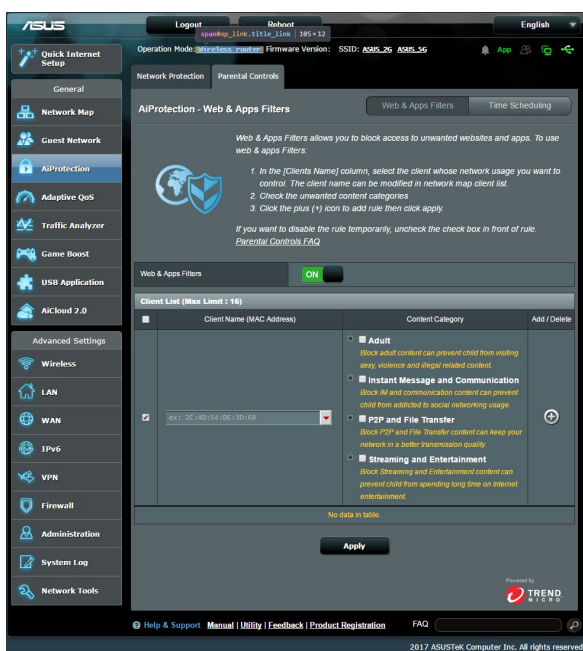 ASUS
Logout
Reboot
English
span#op_link.title_link | 105×12
Operation Mode: Wireless router Firmware Version: SSID: ASUS_2G ASUS_5G
App
Quick Internet
Setup
General
Network Map
Guest Network
AiProtection
Adaptive QoS
Traffic Analyzer
Game Boost
USB Application
AiCloud 2.0
Advanced Settings
Wireless
LAN
WAN
IPv6
VPN
Firewall
Administration
System Log
Network Tools
Network Protection
Parental Controls
AiProtection - Web & Apps Filters
Web & Apps Filters
Time Scheduling
Web & Apps Filters allows you to block access to unwanted websites and apps. To use
web & apps Filters:
1. In the [Clients Name] column, select the client whose network usage you want to
control. The client name can be modified in network map client list.
2. Check the unwanted content categories
3. Click the plus (+) icon to add rule then click apply.
If you want to disable the rule temporarily, uncheck the check box in front of rule.
Parental Controls FAQ
Web & Apps Filters
ON
Client List (Max Limit : 16)
Client Name (MAC Address)
Content Category
Add / Delete
ex: 2C:4D:54:0E:3D:68
Adult
Block adult content can prevent child from visiting
sexy, violence and illegal related content.
Instant Message and Communication
Block IM and communication content can prevent
child from addicted to social networking usage.
P2P and File Transfer
Block P2P and File Transfer content can keep your
network in a better transmission quality.
Streaming and Entertainment
Block Streaming and Entertainment content can
prevent child from spending long time on Internet
entertainment.
No data in table.
Apply
Powered by
TREND
MICRO
Help & Support Manual | Utility | Feedback | Product Registration FAQ
2017 ASUSTeK Computer Inc. All rights reserved